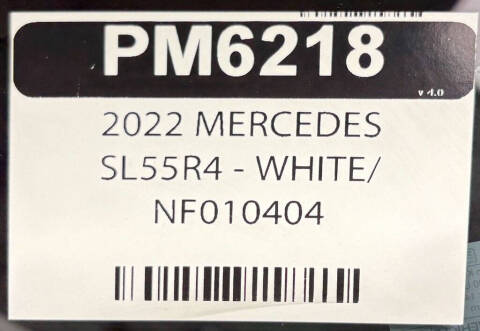 PM6218
v 4.0
2022 MERCEDES
SL55R4 - WHITE/
NF010404